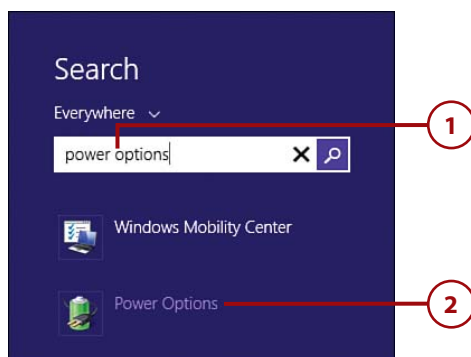 Search
Everywhere
1
power options
Windows Mobility Center
Power Options
2